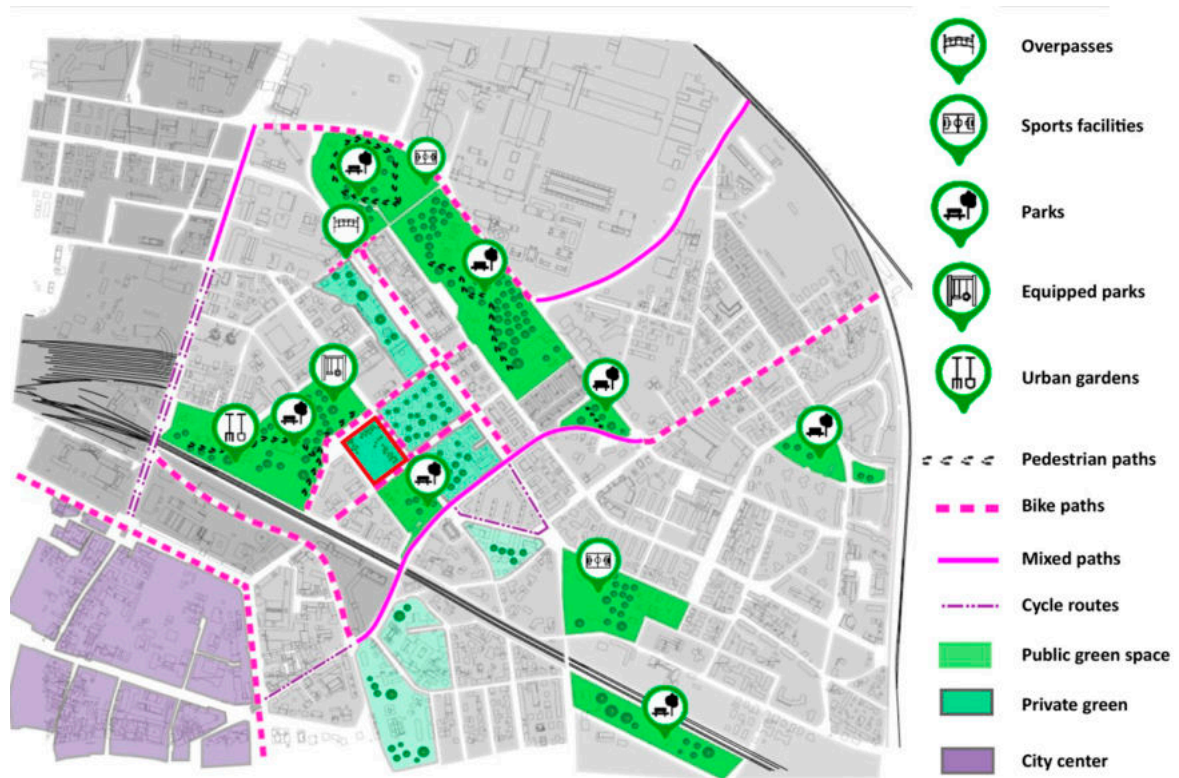 Overpasses
Sports facilities
Parks
Equipped parks
Urban gardens
Pedestrian paths
Bike paths
Mixed paths
Cycle routes
Public green space
Private green
City center